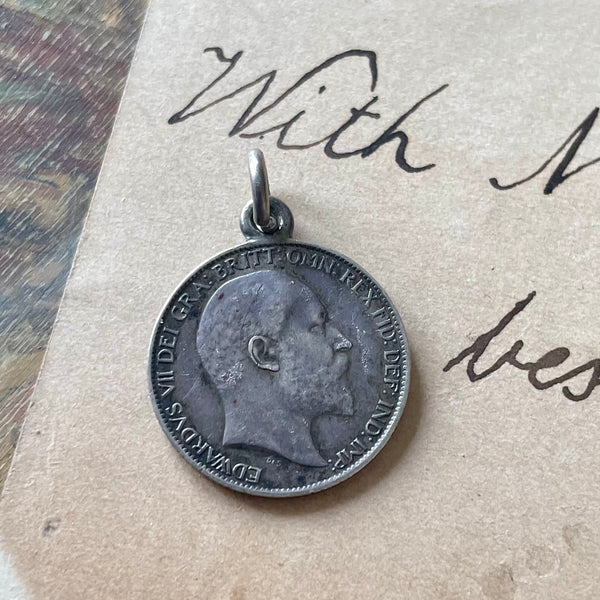 With
bes
EDWARDVS VII DEI GRA: BRITT: OMN: REX FID: DEF: IND: IMP: